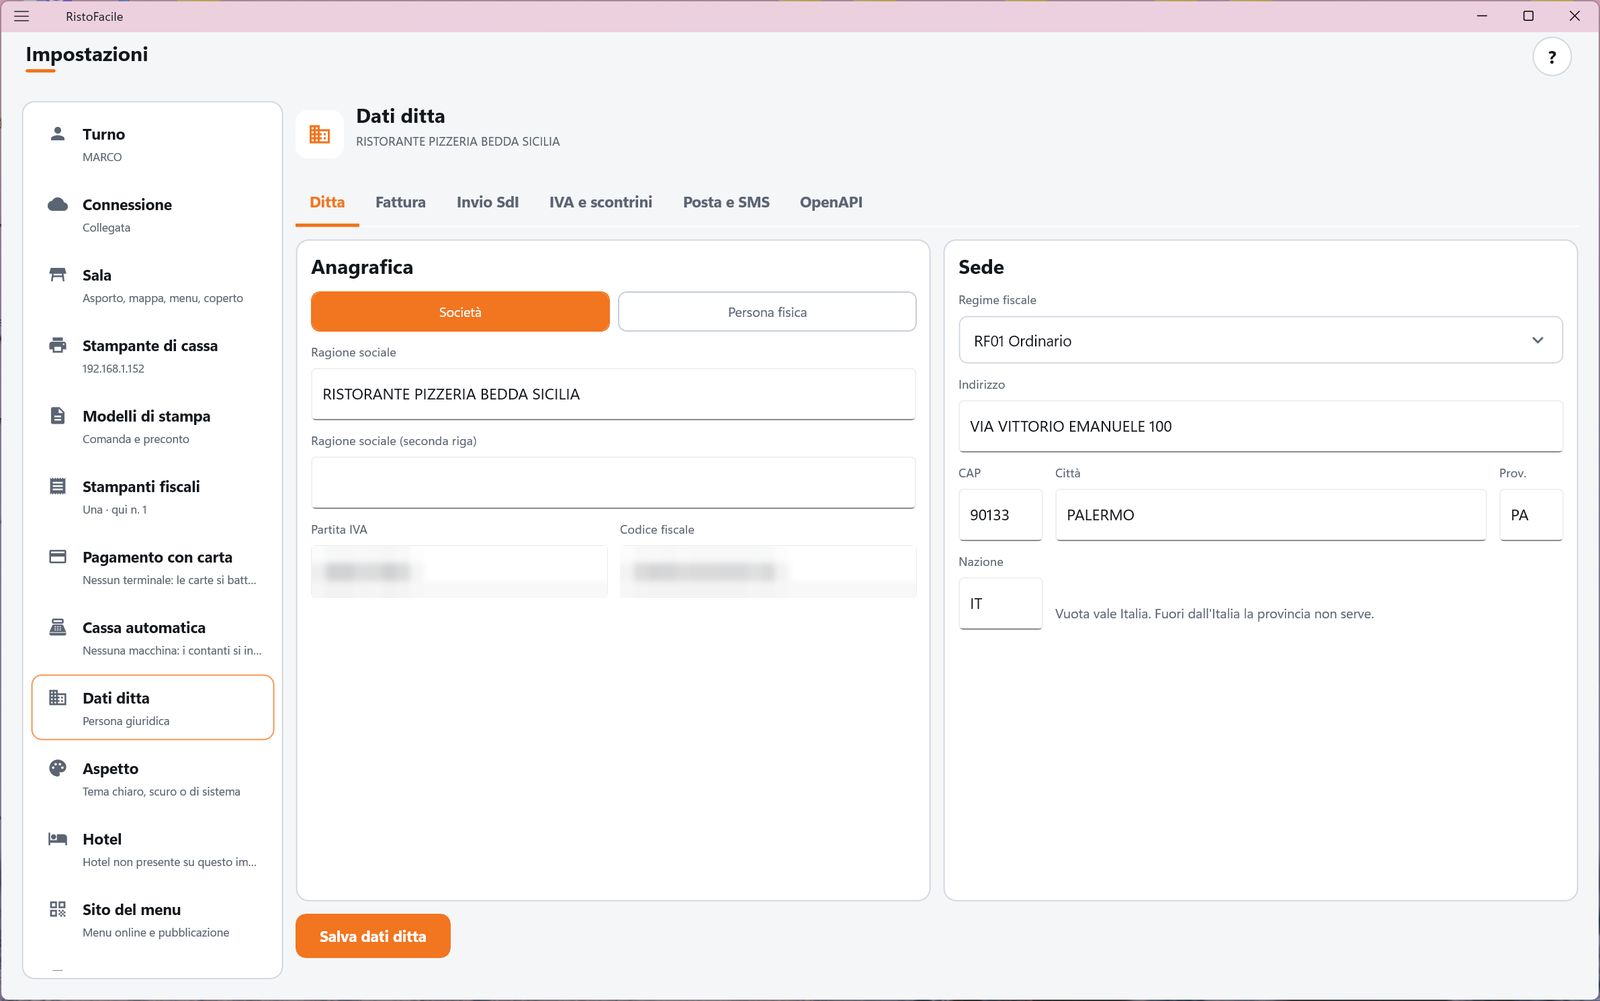 RistoFacile
Impostazioni
?
Turno
MARCO
Connessione
Collegata
Sala
Asporto, mappa, menu, coperto
Stampante di cassa
192.168.1.152
Modelli di stampa
Comanda e preconto
Stampanti fiscali
Una · qui n. 1
Pagamento con carta
Nessun terminale: le carte si batt...
Cassa automatica
Nessuna macchina: i contanti si in...
Dati ditta
Persona giuridica
Aspetto
Tema chiaro, scuro o di sistema
Hotel
Hotel non presente su questo im...
Sito del menu
Menu online e pubblicazione
Dati ditta
RISTORANTE PIZZERIA BEDDA SICILIA
Ditta Fattura Invio SdI IVA e scontrini Posta e SMS OpenAPI
Anagrafica
Società Persona fisica
Ragione sociale
RISTORANTE PIZZERIA BEDDA SICILIA
Ragione sociale (seconda riga)
Partita IVA Codice fiscale
Sede
Regime fiscale
RF01 Ordinario
Indirizzo
VIA VITTORIO EMANUELE 100
CAP Città Prov.
90133 PALERMO PA
Nazione
IT Vuota vale Italia. Fuori dall'Italia la provincia non serve.
Salva dati ditta